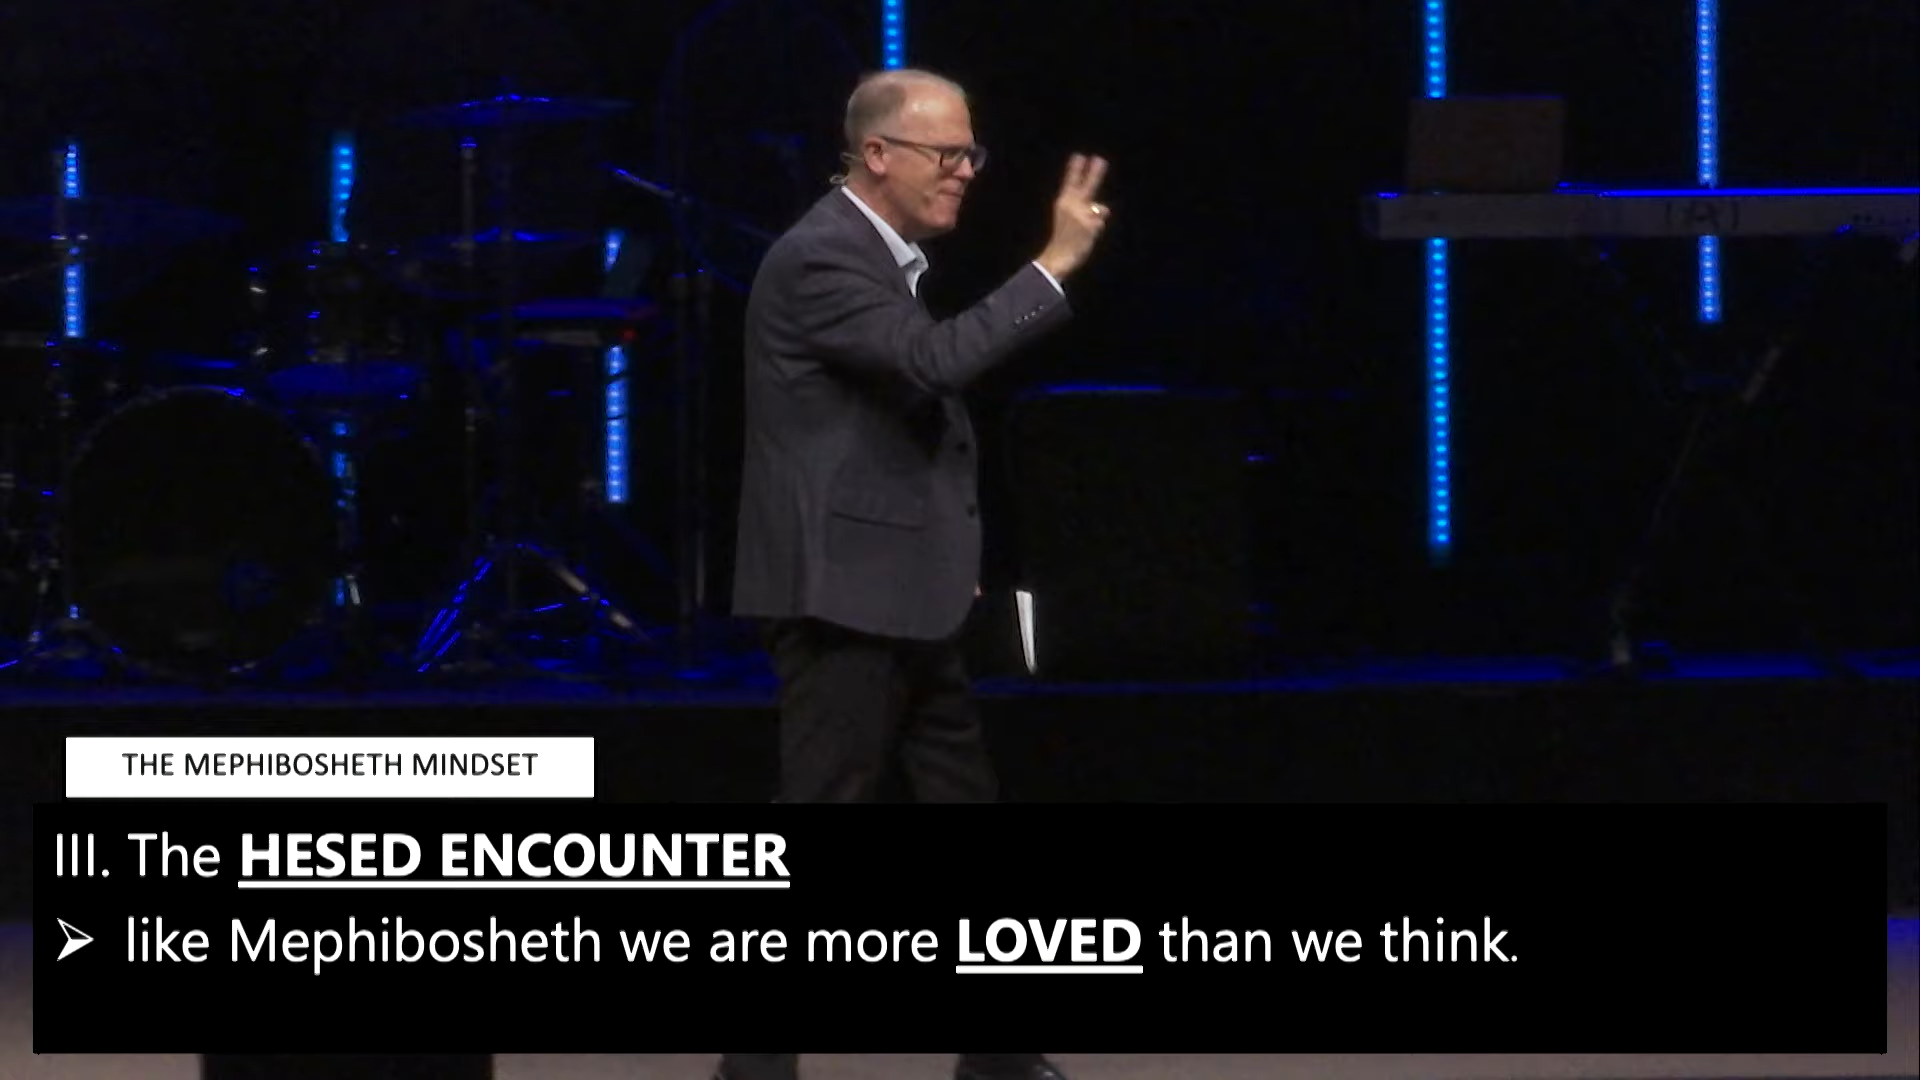 THE MEPHIBOSHETH MINDSET
III. The HESED ENCOUNTER
➢ like Mephibosheth we are more LOVED than we think.